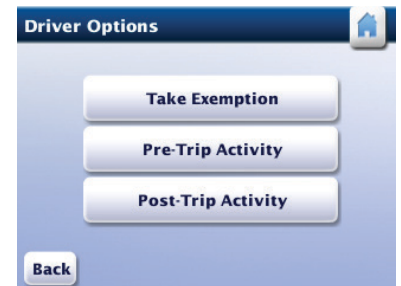 Driver Options
Take Exemption
Pre-Trip Activity
Post-Trip Activity
Back